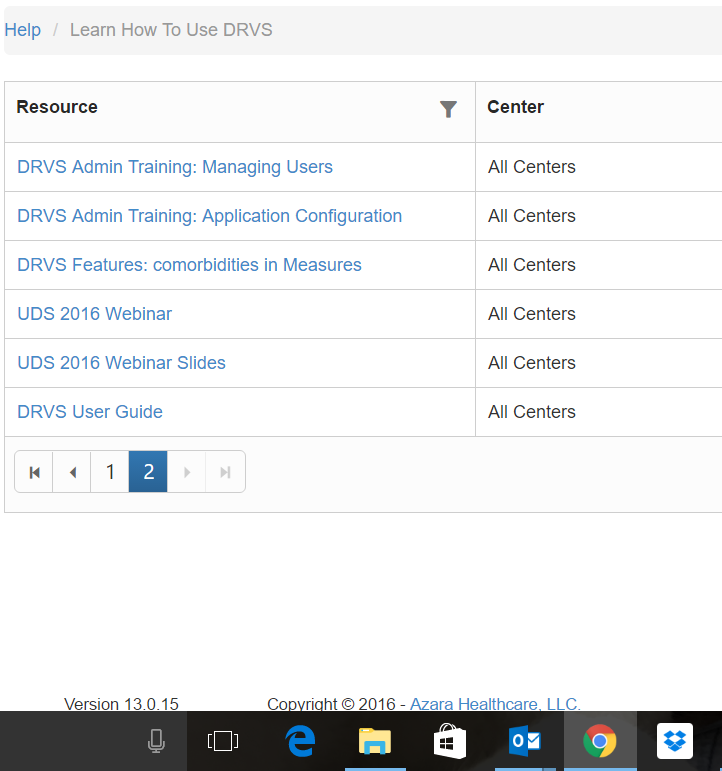 Help / Learn How To Use DRVS
Resource Center
DRVS Admin Training: Managing Users All Centers
DRVS Admin Training: Application Configuration All Centers
DRVS Features: comorbidities in Measures All Centers
UDS 2016 Webinar All Centers
UDS 2016 Webinar Slides All Centers
DRVS User Guide All Centers
1 2
Version 13.0.15 Copyright © 2016 - Azara Healthcare, LLC.